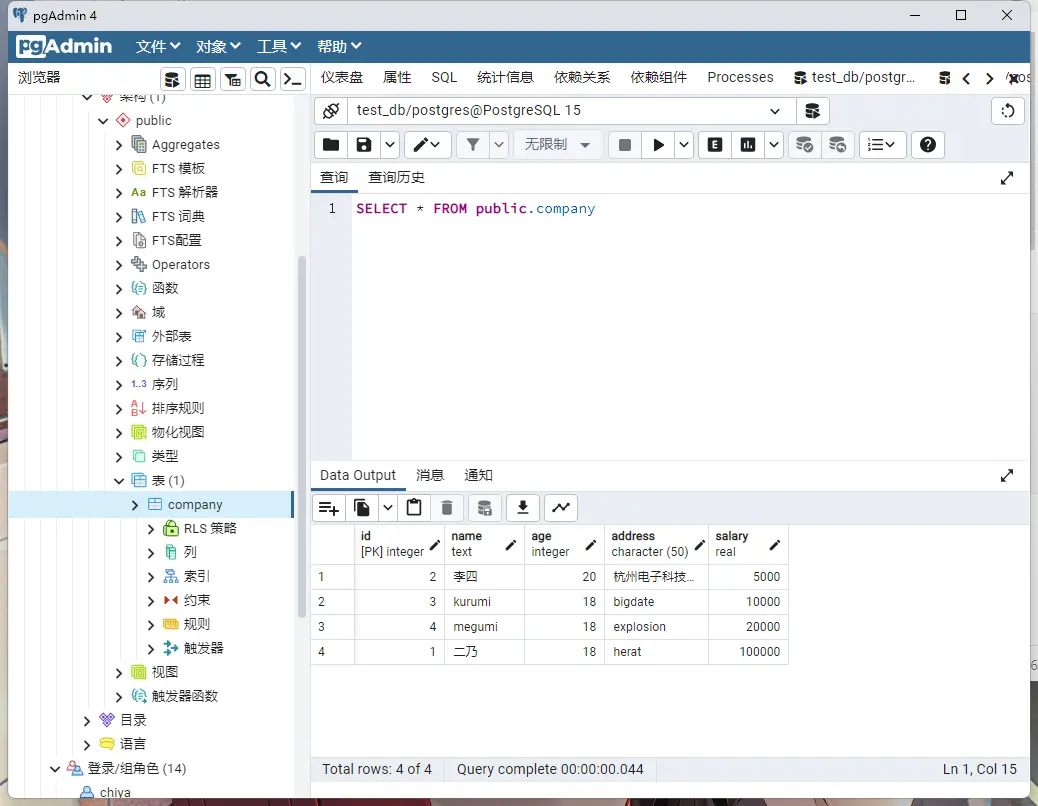 pgAdmin 4
pgAdmin 文件 对象 工具 帮助
浏览器
仪表盘 属性 SQL 统计信息 依赖关系 依赖组件 Processes test_db/postgr...
架构 (1)
public
Aggregates
FTS 模板
Aa FTS 解析器
FTS 词典
FTS配置
Operators
函数
域
外部表
存储过程
1..3 序列
排序规则
物化视图
类型
表 (1)
company
RLS 策略
列
索引
约束
规则
触发器
视图
触发器函数
目录
语言
登录/组角色 (14)
chiya
test_db/postgres@PostgreSQL 15
无限制
查询 查询历史
1 SELECT * FROM public.company
Data Output 消息 通知
id name age address salary
[PK] integer text integer character (50) real
1 2 李四 20 杭州电子科技... 5000
2 3 kurumi 18 bigdate 10000
3 4 megumi 18 explosion 20000
4 1 二乃 18 herat 100000
Total rows: 4 of 4 Query complete 00:00:00.044 Ln 1, Col 15